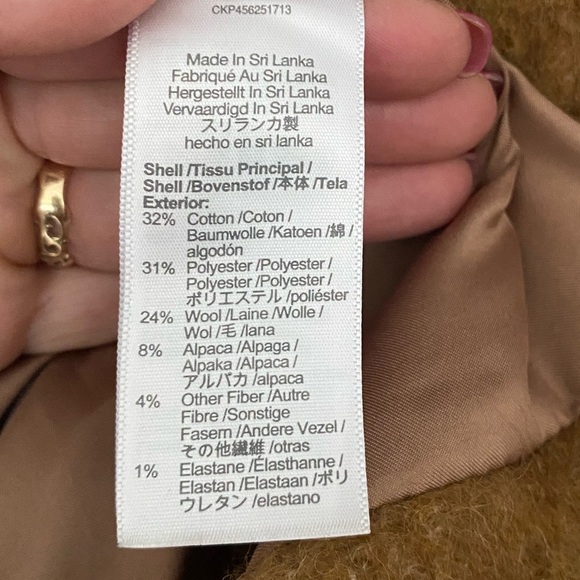 CKP456251713
Made In Sri Lanka
Fabriqué Au Sri Lanka
Hergestellt In Sri Lanka
Vervaardigd In Sri Lanka
スリランカ製
hecho en sri lanka
Shell /Tissu Principal /
Shell /Bovenstof /本体 /Tela
Exterior:
32% Cotton /Coton /
Baumwolle /Katoen /綿 /
algodón
31% Polyester /Polyester /
Polyester /Polyester /
ポリエステル /poliéster
24% Wool /Laine /Wolle /
Wol /毛 /lana
8% Alpaca /Alpaga /
Alpaka /Alpaca /
アルパカ /alpaca
4% Other Fiber /Autre
Fibre /Sonstige
Fasern /Andere Vezel /
その他繊維 /otras
1% Elastane /Élasthanne /
Elastan /Elastaan /ポリ
ウレタン /elastano